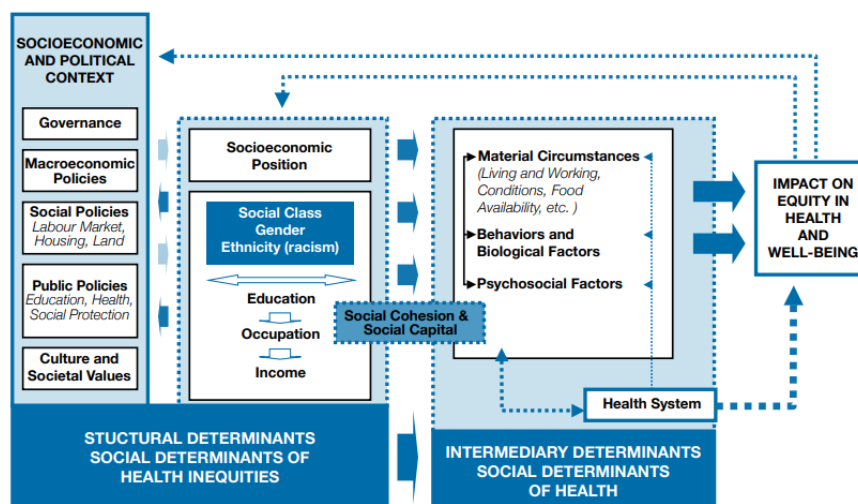 SOCIOECONOMIC
AND POLITICAL
CONTEXT
Governance
Macroeconomic
Policies
Social Policies
Labour Market,
Housing, Land
Public Policies
Education, Health,
Social Protection
Culture and
Societal Values
Socioeconomic
Position
Social Class
Gender
Ethnicity (racism)
Education
Occupation
Income
Social Cohesion &
Social Capital
Material Circumstances
(Living and Working,
Conditions, Food
Availability, etc. )
Behaviors and
Biological Factors
Psychosocial Factors
Health System
IMPACT ON
EQUITY IN
HEALTH
AND
WELL-BEING
STUCTURAL DETERMINANTS
SOCIAL DETERMINANTS OF
HEALTH INEQUITIES
INTERMEDIARY DETERMINANTS
SOCIAL DETERMINANTS
OF HEALTH